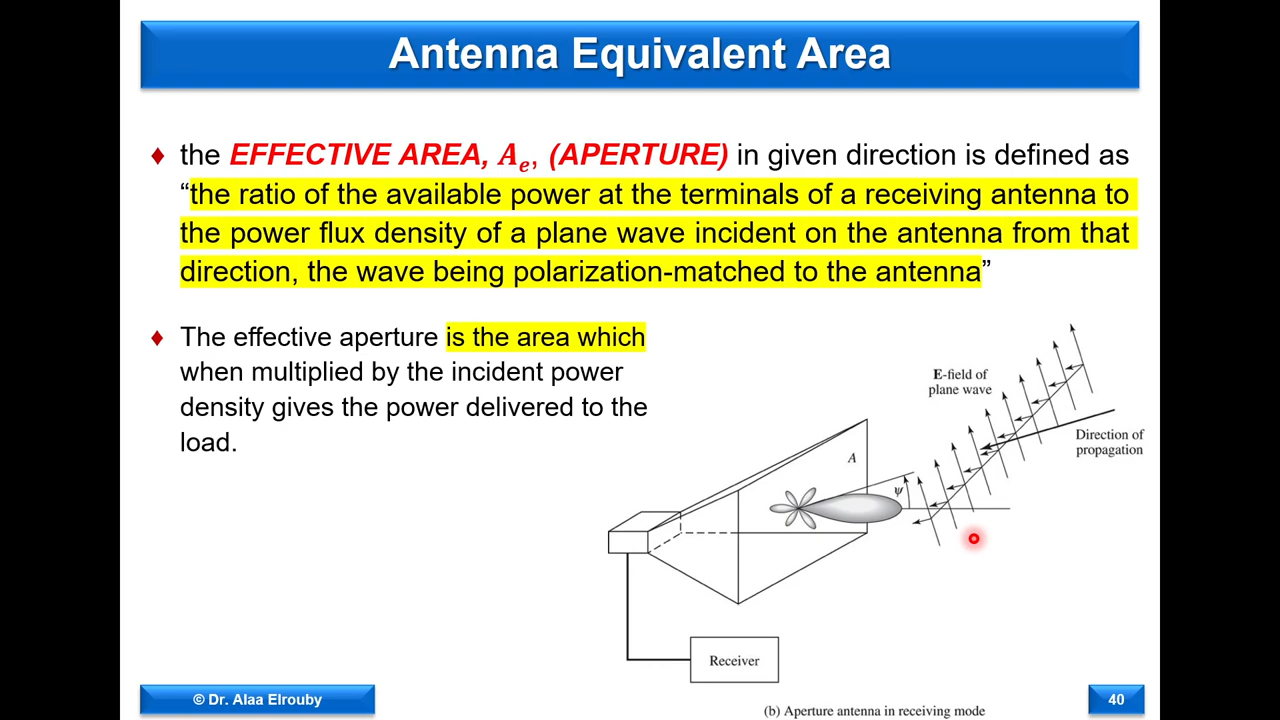 Antenna Equivalent Area
♦ the EFFECTIVE AREA, Aₑ, (APERTURE) in given direction is defined as
“the ratio of the available power at the terminals of a receiving antenna to
the power flux density of a plane wave incident on the antenna from that
direction, the wave being polarization-matched to the antenna”
♦ The effective aperture is the area which
when multiplied by the incident power
density gives the power delivered to the
load.
E-field of
plane wave
Direction of
propagation
A
ψ
Receiver
(b) Aperture antenna in receiving mode
© Dr. Alaa Elrouby
40